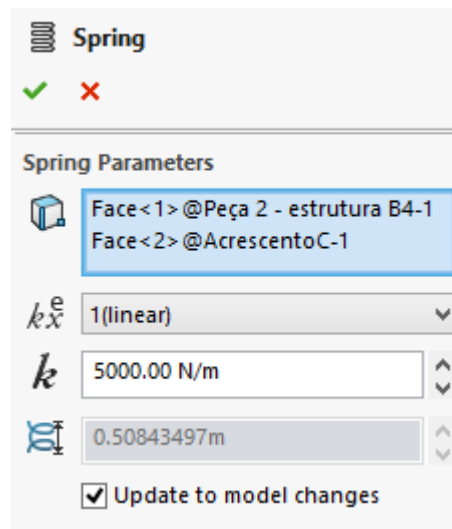 Spring
Spring Parameters
Face<1>@Peça 2 - estrutura B4-1
Face<2>@AcrescentoC-1
kxe
1(linear)
k
5000.00 N/m
0.50843497m
Update to model changes